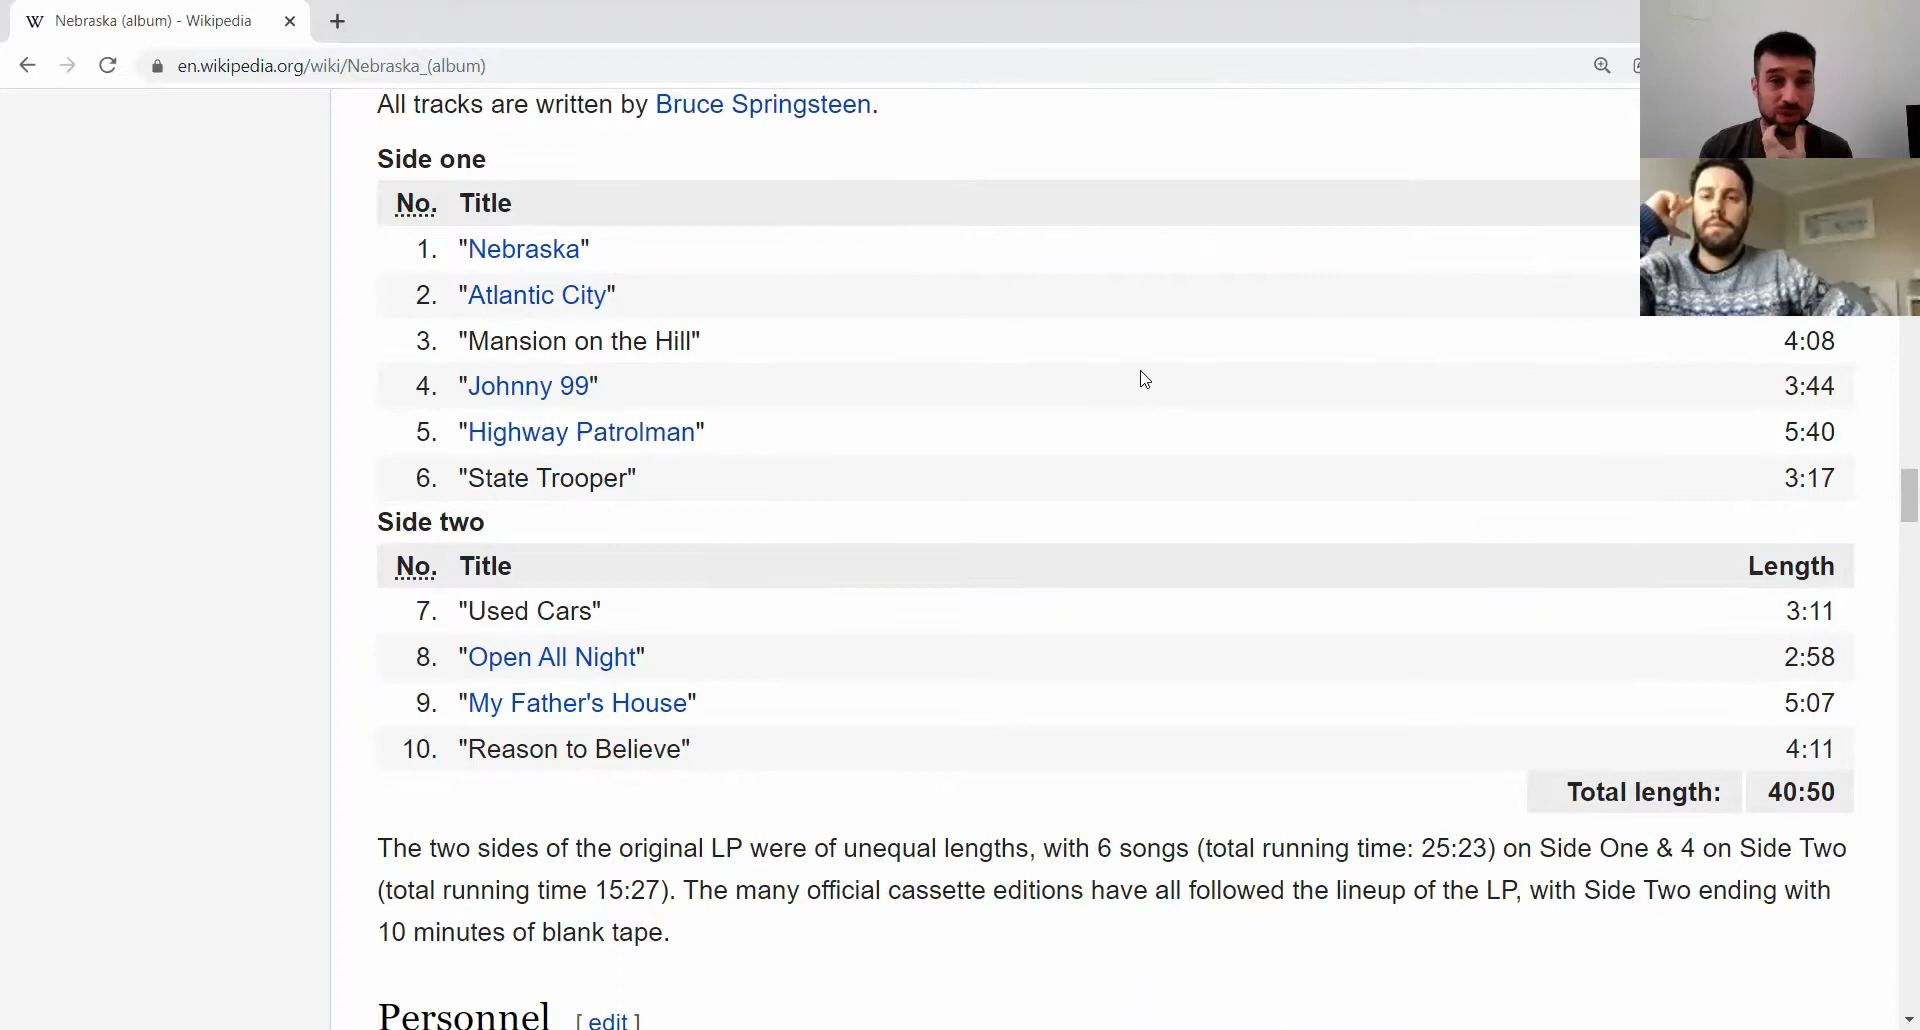 Nebraska (album) - Wikipedia
en.wikipedia.org/wiki/Nebraska_(album)
All tracks are written by Bruce Springsteen.
Side one
No. Title
1. "Nebraska"
2. "Atlantic City"
3. "Mansion on the Hill" 4:08
4. "Johnny 99" 3:44
5. "Highway Patrolman" 5:40
6. "State Trooper" 3:17
Side two
No. Title Length
7. "Used Cars" 3:11
8. "Open All Night" 2:58
9. "My Father's House" 5:07
10. "Reason to Believe" 4:11
Total length: 40:50
The two sides of the original LP were of unequal lengths, with 6 songs (total running time: 25:23) on Side One & 4 on Side Two
(total running time 15:27). The many official cassette editions have all followed the lineup of the LP, with Side Two ending with
10 minutes of blank tape.
Personnel [ edit ]